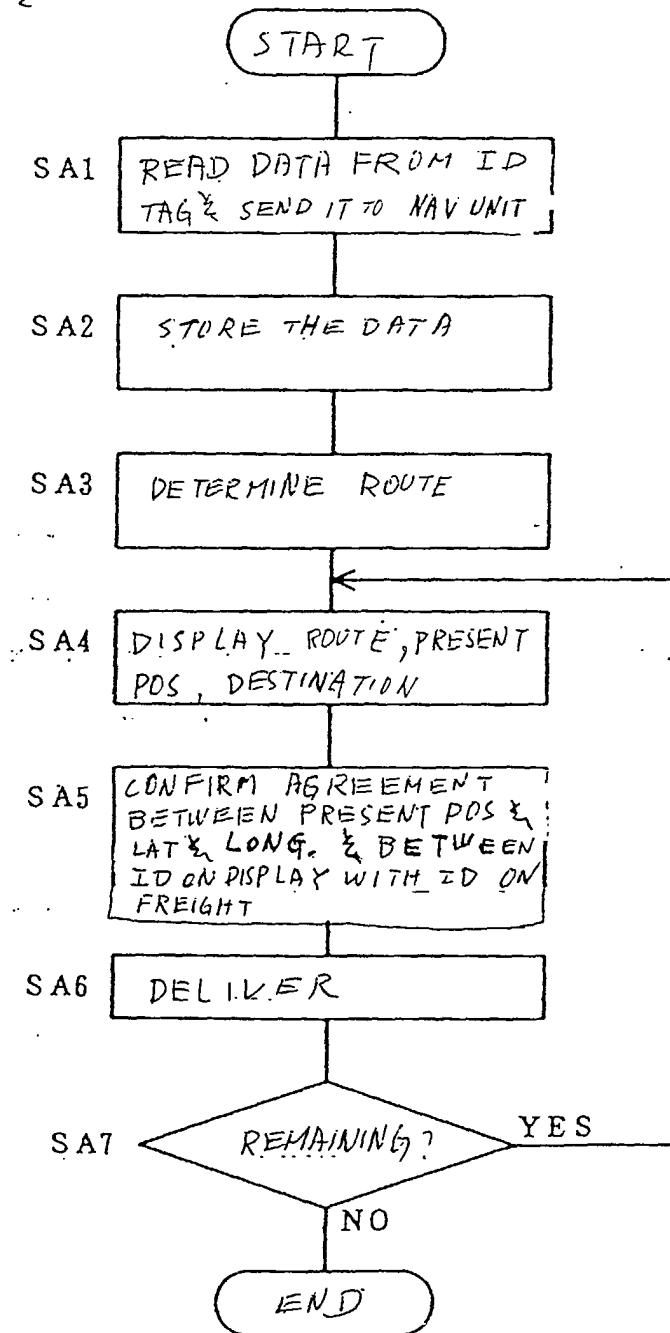 START
SA1
READ DATA FROM ID
TAG & SEND IT TO NAV UNIT
SA2
STORE THE DATA
SA3
DETERMINE ROUTE
SA4
DISPLAY ROUTE, PRESENT
POS, DESTINATION
SA5
CONFIRM AGREEMENT
BETWEEN PRESENT POS &
LAT & LONG. & BETWEEN
ID ON DISPLAY WITH ID ON
FREIGHT
SA6
DELIVER
SA7
REMAINING?
YES
NO
END